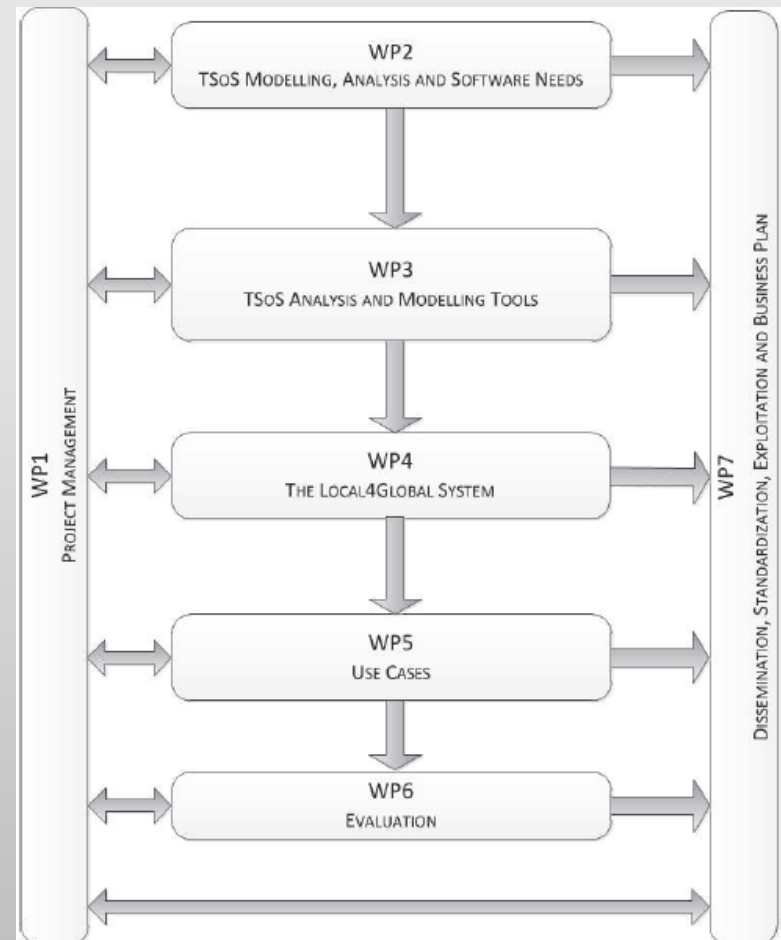 WP1
PROJECT MANAGEMENT
WP2
TSOS MODELLING, ANALYSIS AND SOFTWARE NEEDS
WP3
TSOS ANALYSIS AND MODELLING TOOLS
WP4
THE LOCAL4GLOBAL SYSTEM
WP5
USE CASES
WP6
EVALUATION
WP7
DISSEMINATION, STANDARDIZATION, EXPLOITATION AND BUSINESS PLAN